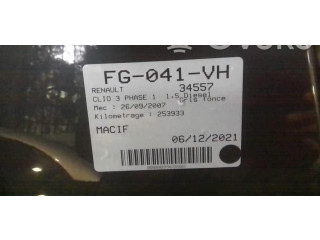 FG-041-VH
RENAULT 34557
CLIO 3 PHASE 1 1.5 Diesel
Mec : 26/09/2007 Gris fonce
Kilometrage : 253933
MACIF
06/12/2021